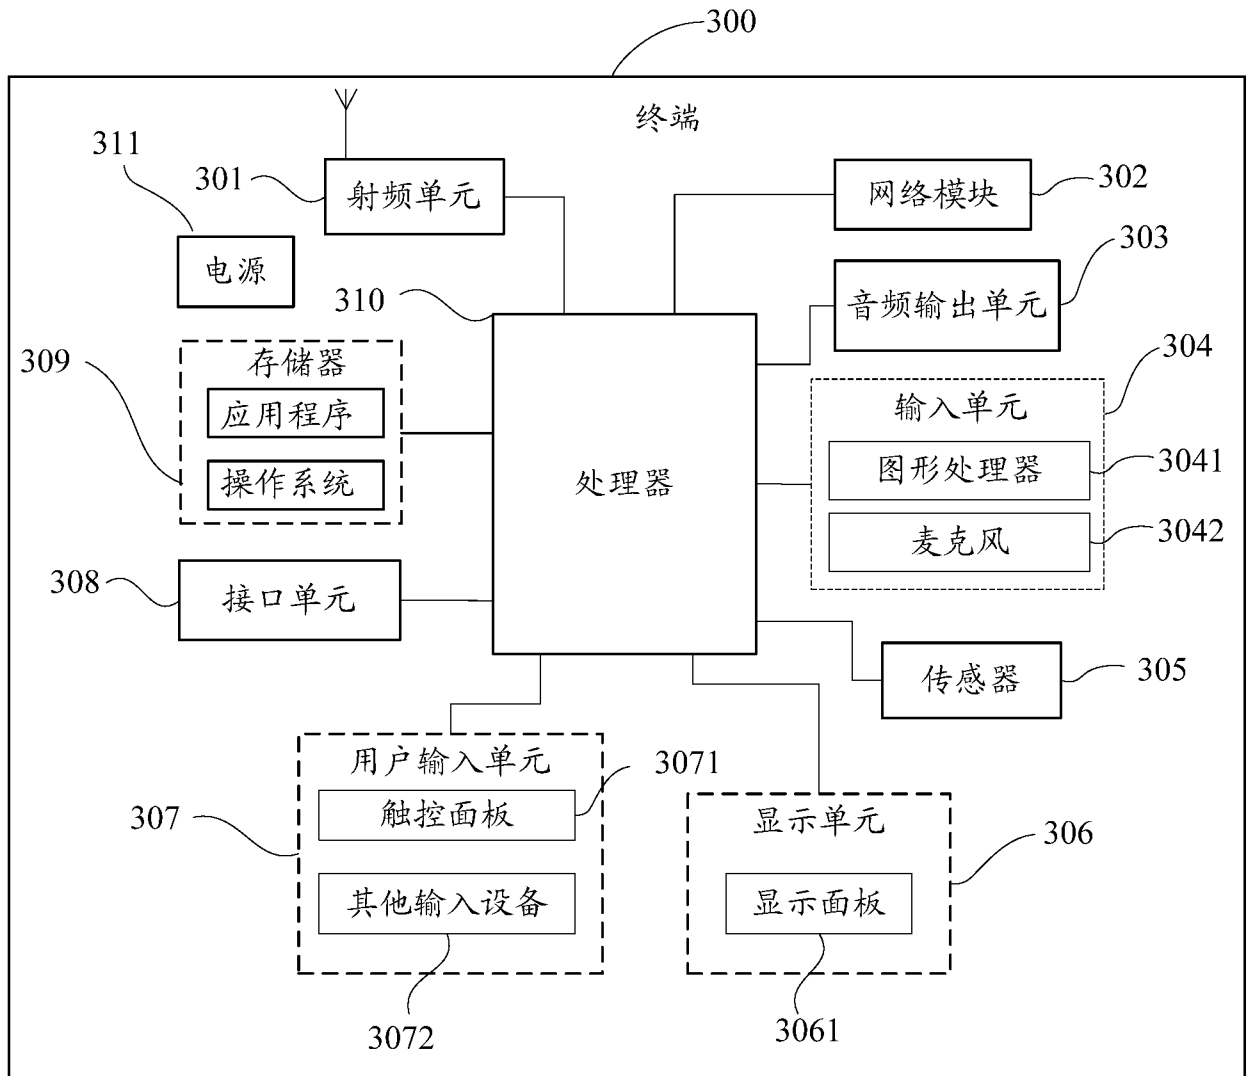 300
终端
311
301
射频单元
网络模块
302
303
电源
310
音频输出单元
309
存储器
应用程序
操作系统
处理器
304
输入单元
图形处理器
3041
麦克风
3042
308
接口单元
传感器
305
307
用户输入单元
3071
触控面板
其他输入设备
3072
显示单元
306
显示面板
3061